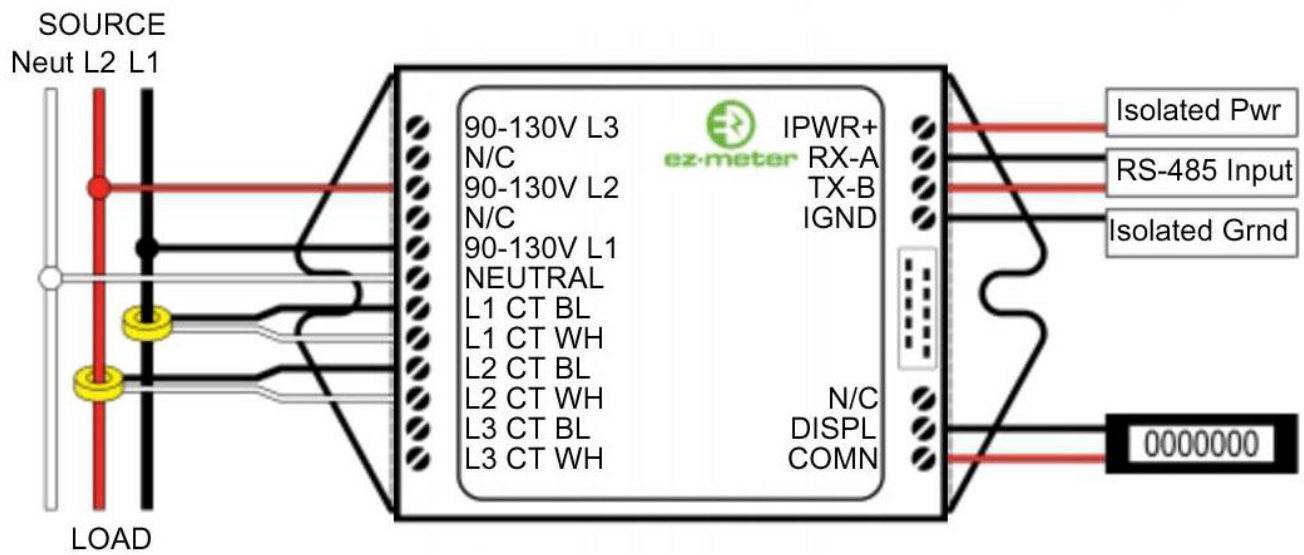 SOURCE
Neut L2 L1
90-130V L3
N/C
90-130V L2
N/C
90-130V L1
NEUTRAL
L1 CT BL
L1 CT WH
L2 CT BL
L2 CT WH
L3 CT BL
L3 CT WH
LOAD
ez-meter
IPWR+
RX-A
TX-B
IGND
N/C
DISPL
COMN
Isolated Pwr
RS-485 Input
Isolated Grnd
0000000